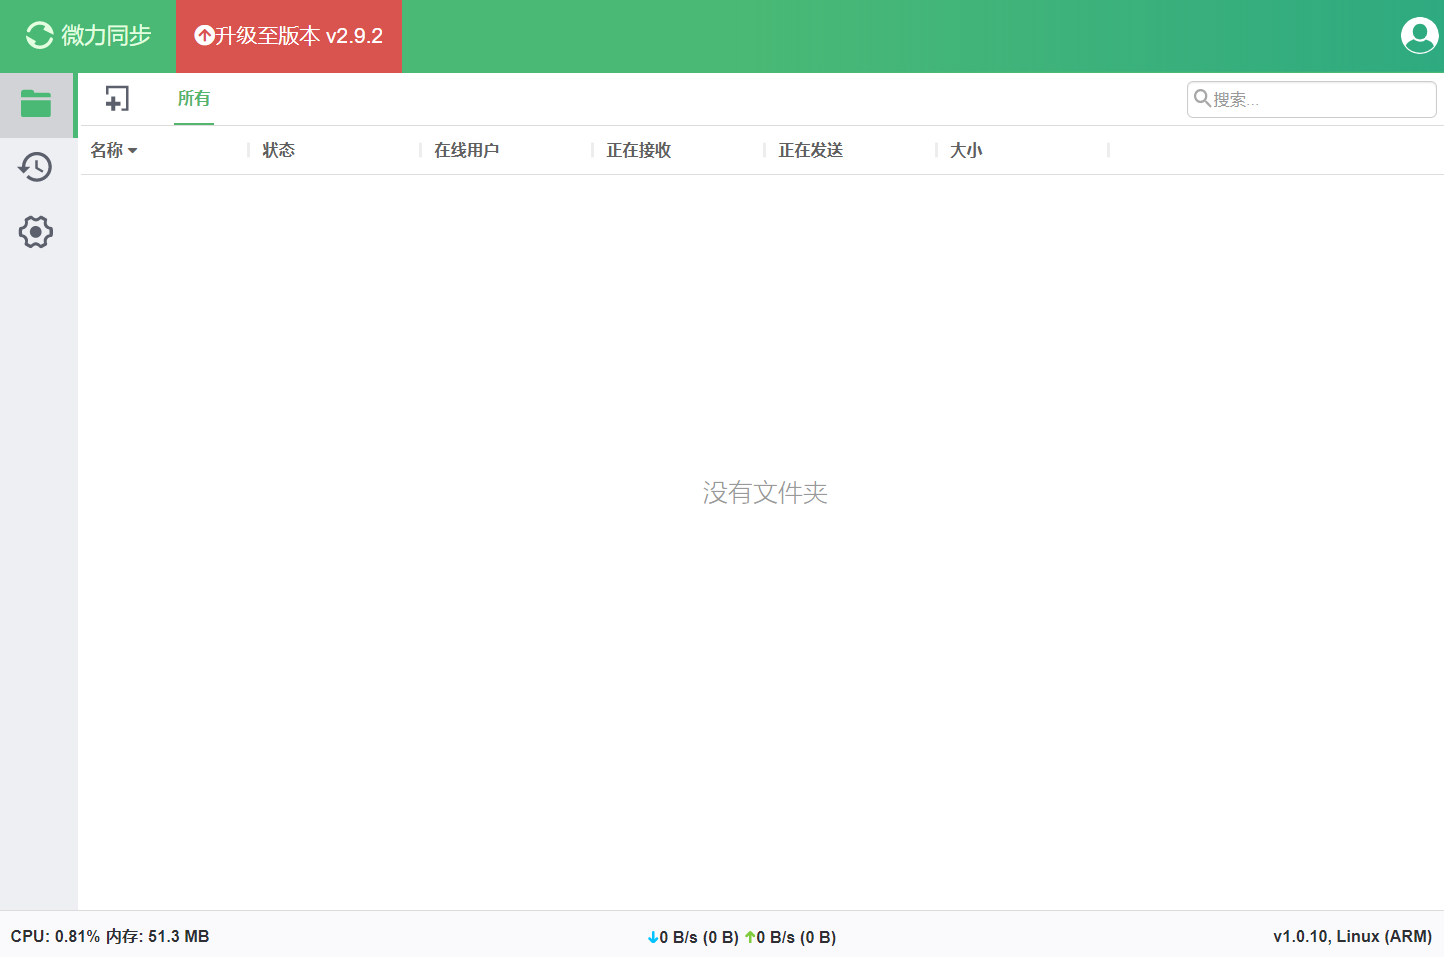 微力同步
升级至版本 v2.9.2
所有
搜索...
名称 状态 在线用户 正在接收 正在发送 大小
没有文件夹
CPU: 0.81% 内存: 51.3 MB
0 B/s (0 B) 0 B/s (0 B)
v1.0.10, Linux (ARM)